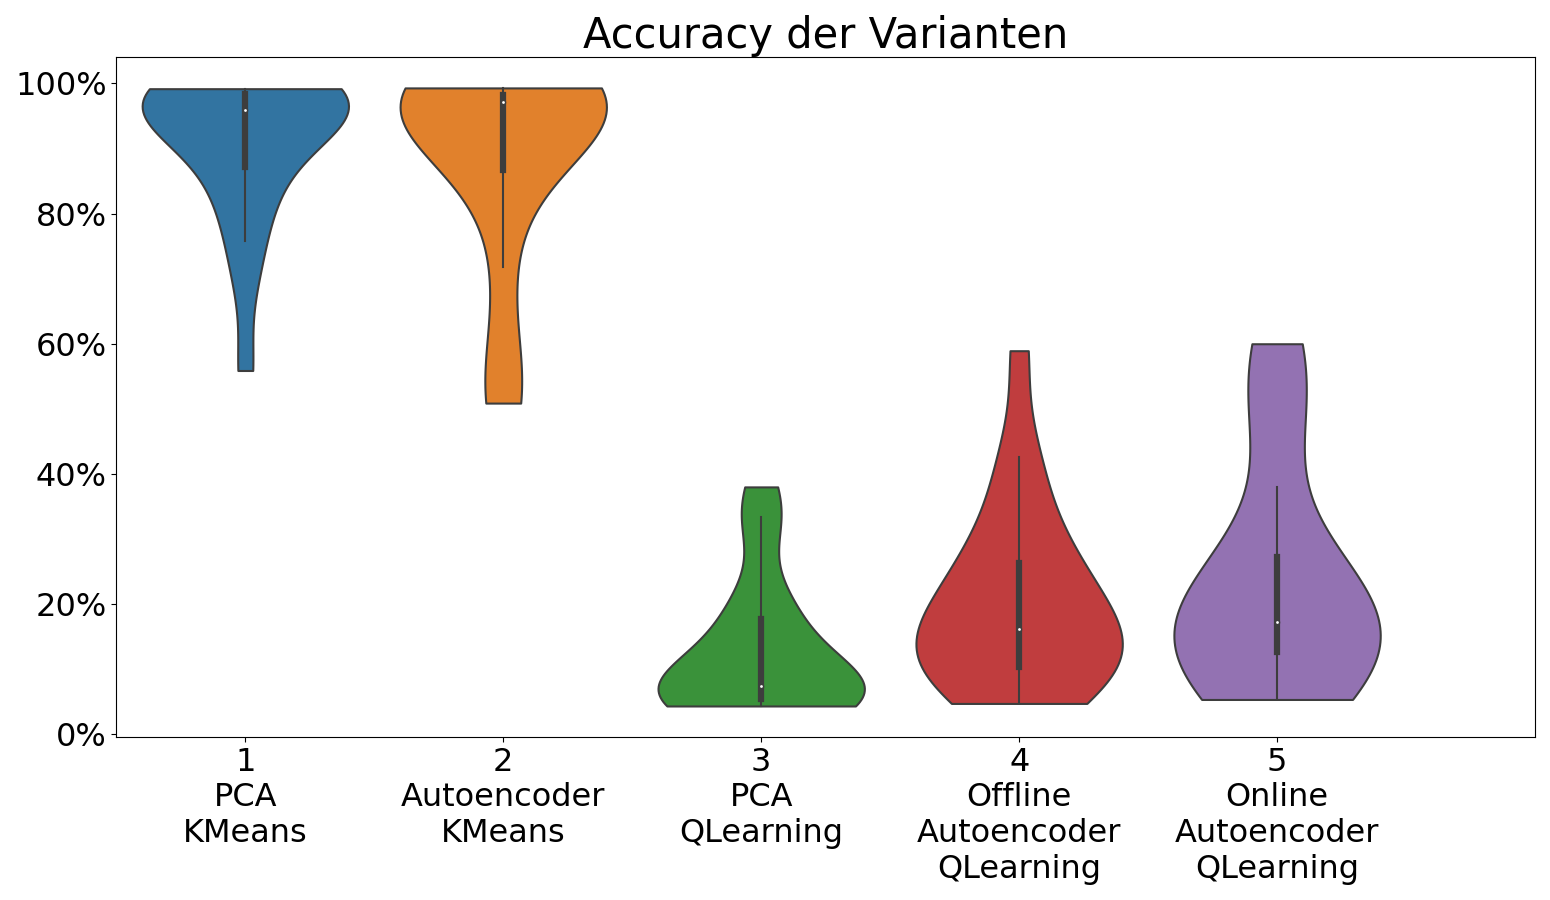 Accuracy der Varianten
100%
80%
60%
40%
20%
0%
1
PCA
KMeans
2
Autoencoder
KMeans
3
PCA
QLearning
4
Offline
Autoencoder
QLearning
5
Online
Autoencoder
QLearning